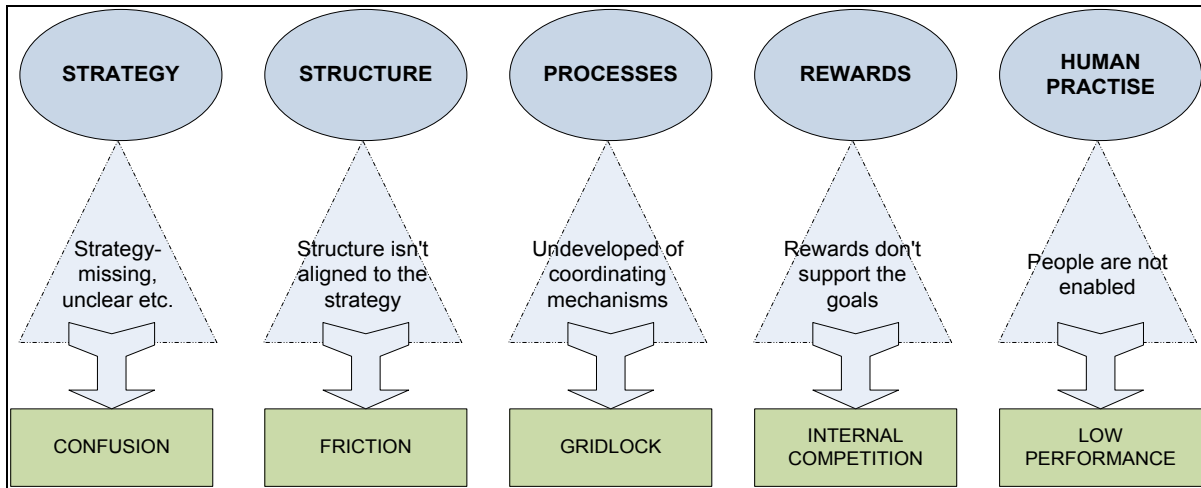 STRATEGY
STRUCTURE
PROCESSES
REWARDS
HUMAN
PRACTISE
Strategy-
missing,
unclear etc.
Structure isn't
aligned to the
strategy
Undeveloped of
coordinating
mechanisms
Rewards don't
support the
goals
People are not
enabled
CONFUSION
FRICTION
GRIDLOCK
INTERNAL
COMPETITION
LOW
PERFORMANCE